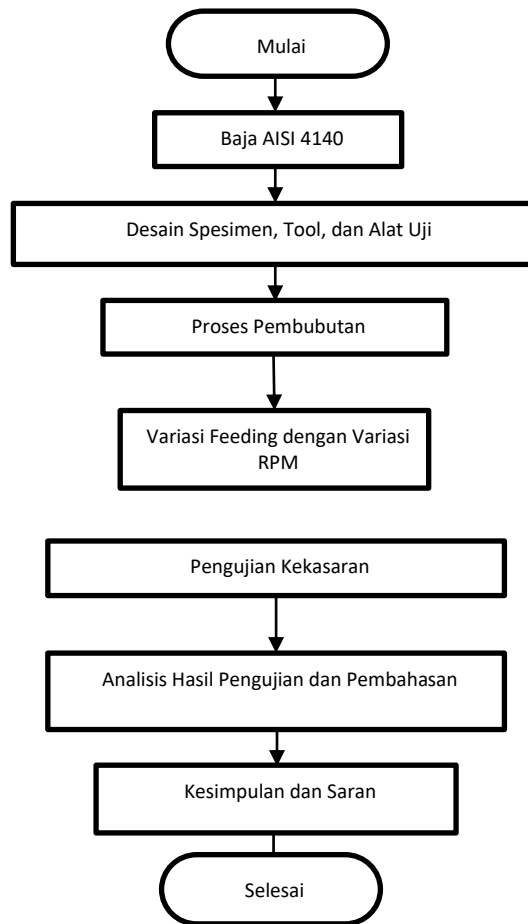 Mulai
Baja AISI 4140
Desain Spesimen, Tool, dan Alat Uji
Proses Pembubutan
Variasi Feeding dengan Variasi
RPM
Pengujian Kekasaran
Analisis Hasil Pengujian dan Pembahasan
Kesimpulan dan Saran
Selesai